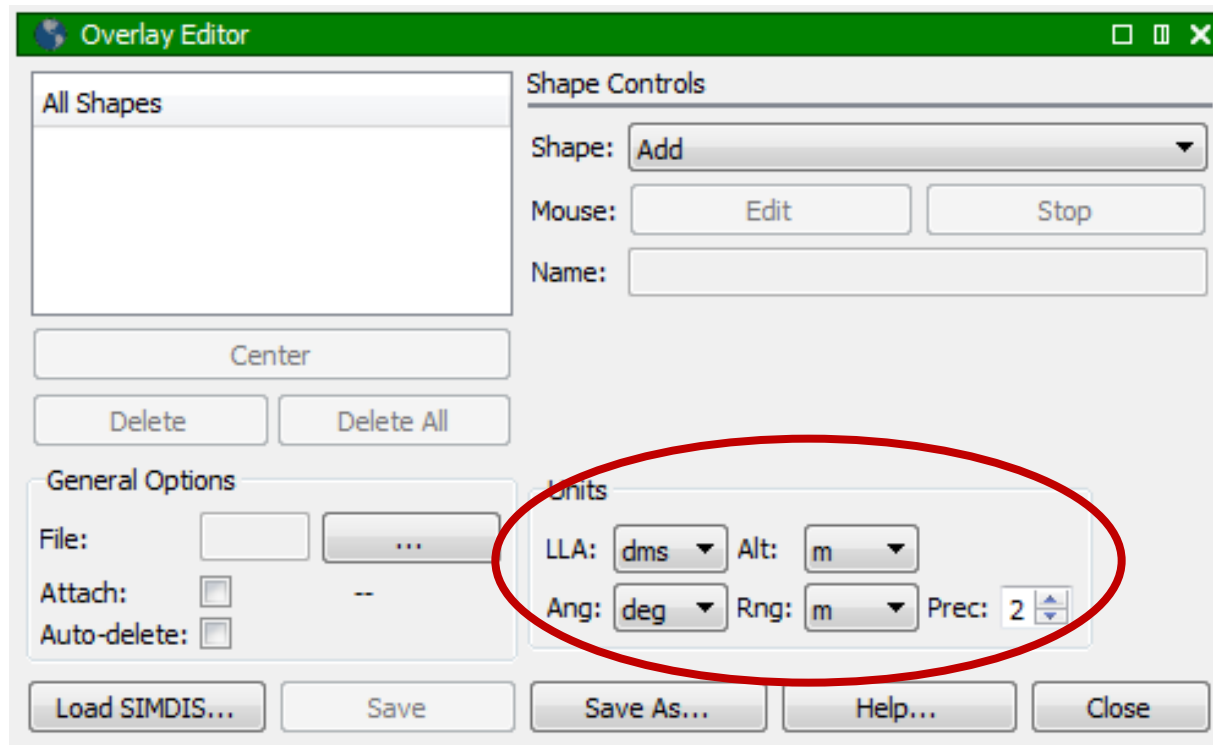 Overlay Editor
All Shapes
Center
Delete Delete All
Shape Controls
Shape: Add
Mouse: Edit Stop
Name:
General Options
File: ...
Attach: --
Auto-delete:
Units
LLA: dms Alt: m
Ang: deg Rng: m Prec: 2
Load SIMDIS... Save Save As... Help... Close